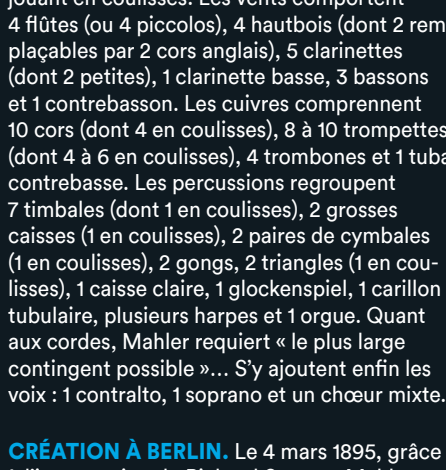 jouant en coulisses. Les vents comportent
4 flûtes (ou 4 piccolos), 4 hautbois (dont 2 rem
plaçables par 2 cors anglais), 5 clarinettes
(dont 2 petites), 1 clarinette basse, 3 bassons
et 1 contrebasson. Les cuivres comprennent
10 cors (dont 4 en coulisses), 8 à 10 trompettes
(dont 4 à 6 en coulisses), 4 trombones et 1 tuba
contrebasse. Les percussions regroupent
7 timbales (dont 1 en coulisses), 2 grosses
caisses (1 en coulisses), 2 paires de cymbales
(1 en coulisses), 2 gongs, 2 triangles (1 en cou-
lisses), 1 caisse claire, 1 glockenspiel, 1 carillon
tubulaire, plusieurs harpes et 1 orgue. Quant
aux cordes, Mahler requiert « le plus large
contingent possible »... S’y ajoutent enfin les
voix : 1 contralto, 1 soprano et un chœur mixte.
CRÉATION À BERLIN. Le 4 mars 1895, grâce